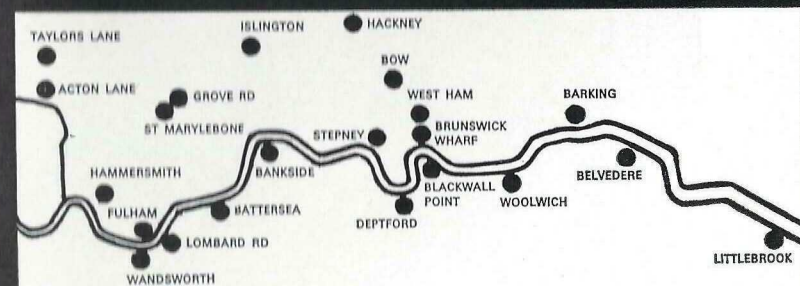 HACKNEY
ISLINGTON
TAYLORS LANE
BOW
ACTON LANE
GROVE RD
WEST HAM
BARKING
ST MARYLEBONE
STEPNEY
BRUNSWICK
WHARF
HAMMERSMITH
BANKSIDE
BELVEDERE
BLACKWALL
POINT
WOOLWICH
FULHAM
BATTERSEA
DEPTFORD
LOMBARD RD
LITTLEBROOK
WANDSWORTH